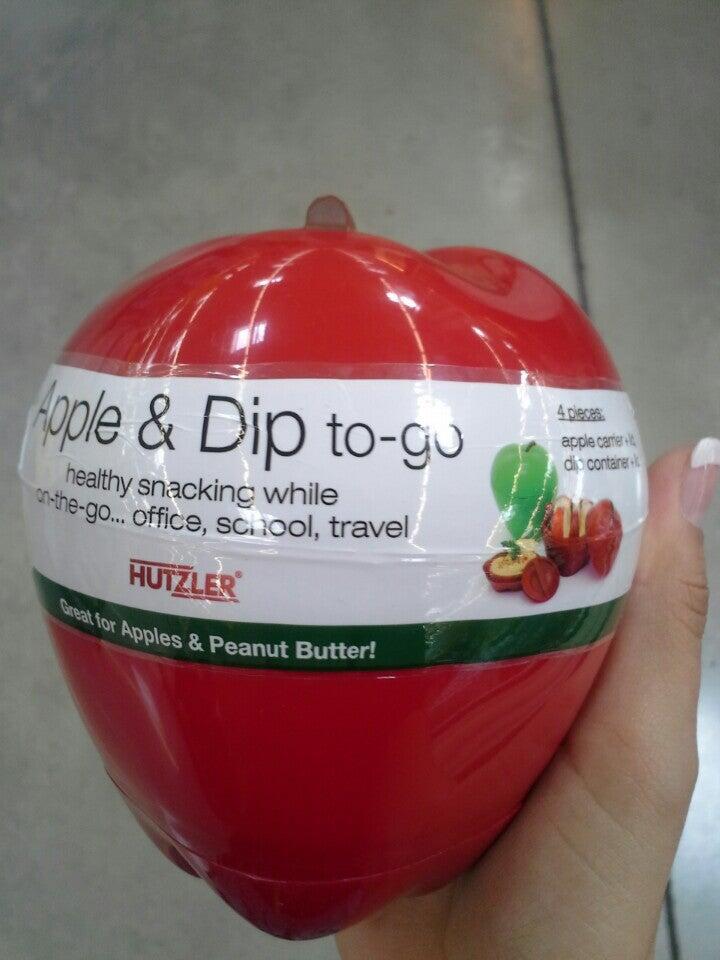 Apple & Dip to-go
healthy snacking while
on-the-go... office, school, travel
HUTZLER®
Great for Apples & Peanut Butter!
4 pieces:
apple carrier +
dip container +